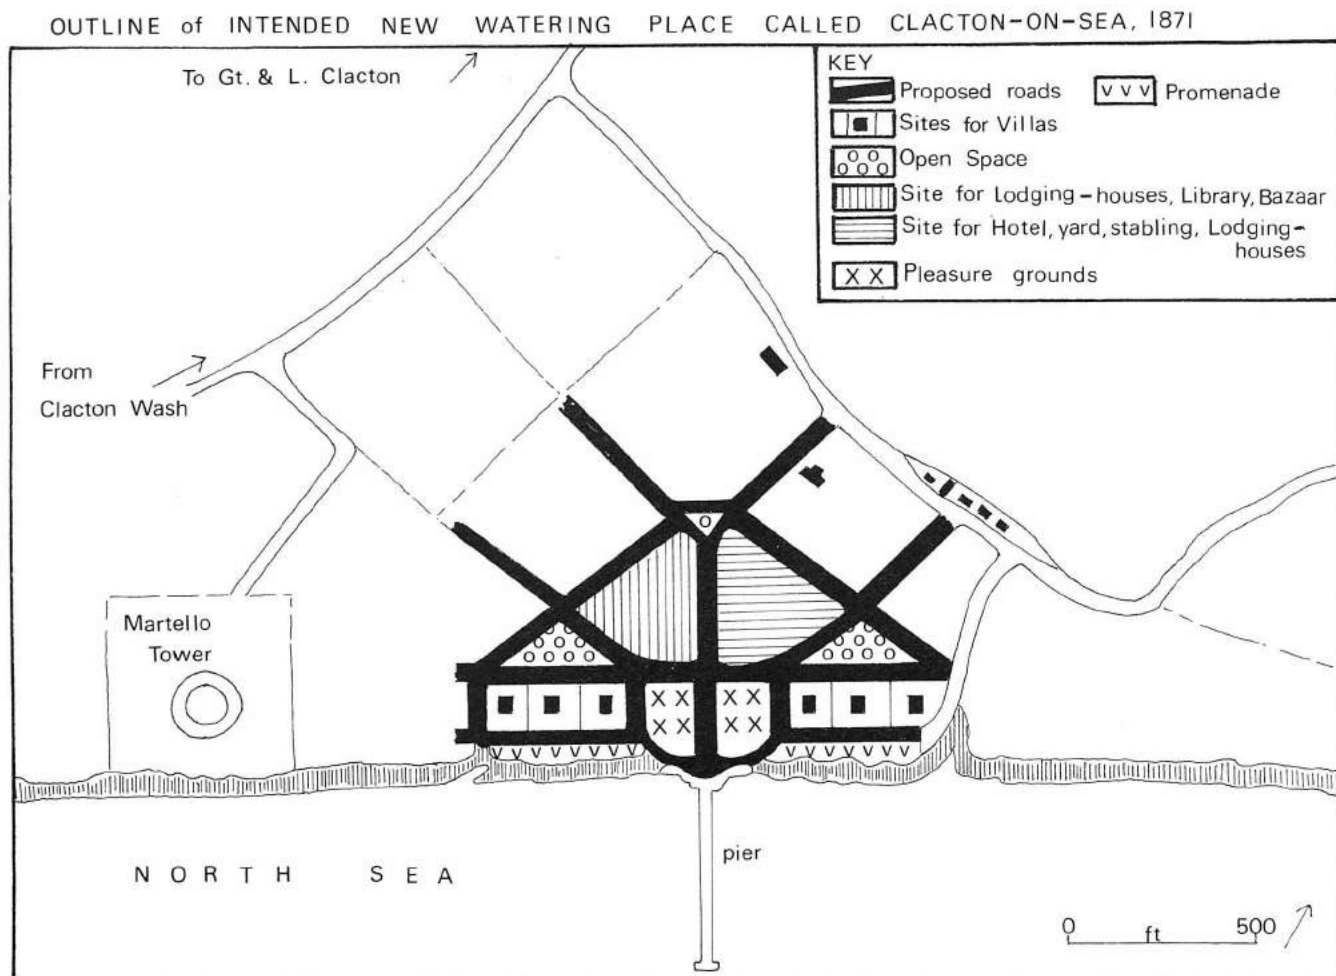 OUTLINE of INTENDED NEW WATERING PLACE CALLED CLACTON-ON-SEA, 1871
To Gt. & L. Clacton
KEY
Proposed roads
Promenade
Sites for Villas
Open Space
Site for Lodging-houses, Library, Bazaar
Site for Hotel, yard, stabling, Lodging-
houses
Pleasure grounds
From
Clacton Wash
Martello
Tower
pier
NORTH SEA
0 ft 500